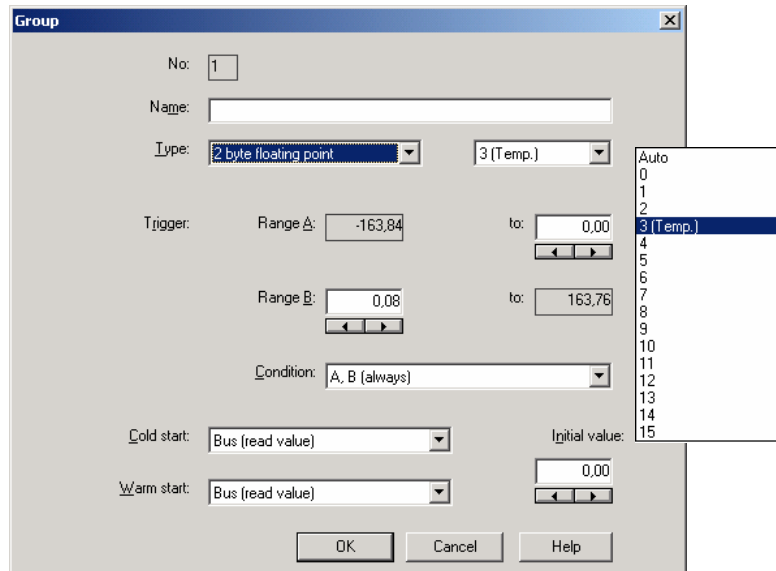 Group
No: 1
Name:
Type: 2 byte floating point 3 (Temp.)
Trigger: Range A: -163,84 to: 0,00
Range B: 0,08 to: 163,76
Condition: A, B (always)
Cold start: Bus (read value) Initial value:
0,00
Warm start: Bus (read value)
OK Cancel Help
Auto
0
1
2
3 (Temp.)
4
5
6
7
8
9
10
11
12
13
14
15